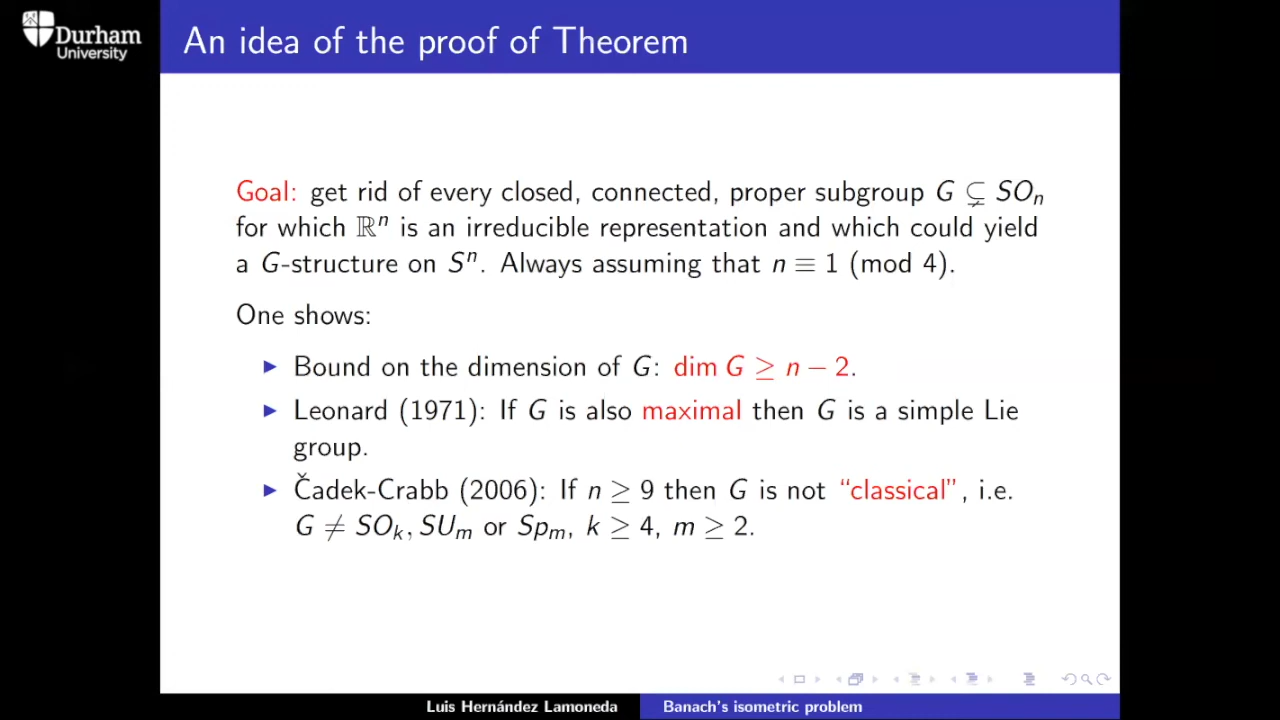 Durham
University
An idea of the proof of Theorem
Goal: get rid of every closed, connected, proper subgroup G ⊊ SOₙ
for which ℝⁿ is an irreducible representation and which could yield
a G-structure on Sⁿ. Always assuming that n ≡ 1 (mod 4).
One shows:
▶ Bound on the dimension of G: dim G ≥ n − 2.
▶ Leonard (1971): If G is also maximal then G is a simple Lie
group.
▶ Čadek-Crabb (2006): If n ≥ 9 then G is not “classical”, i.e.
G ≠ SOₖ, SUₘ or Spₘ, k ≥ 4, m ≥ 2.
Luis Hernández Lamoneda
Banach's isometric problem